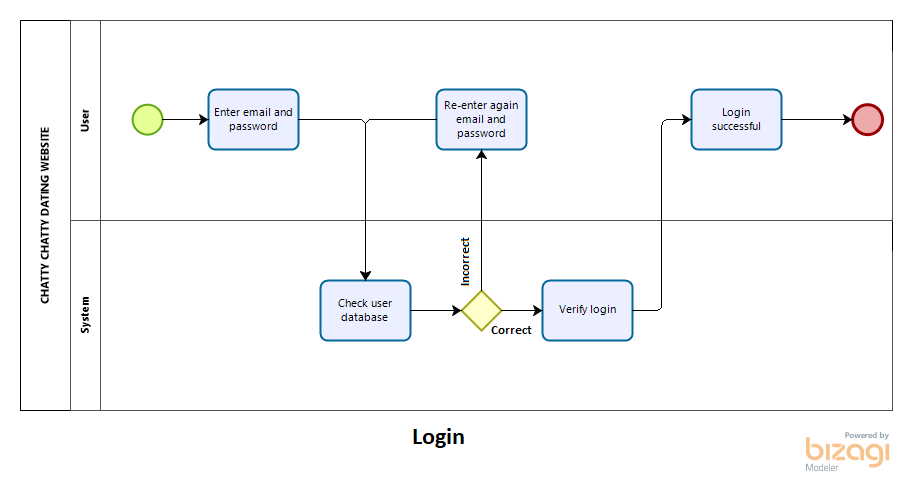 CHATTY CHATTY DATING WEBSITE
User
Enter email and
password
Re-enter again
email and
password
Login
successful
System
Check user
database
Incorrect
Correct
Verify login
Login
Powered by
bizagi
Modeler